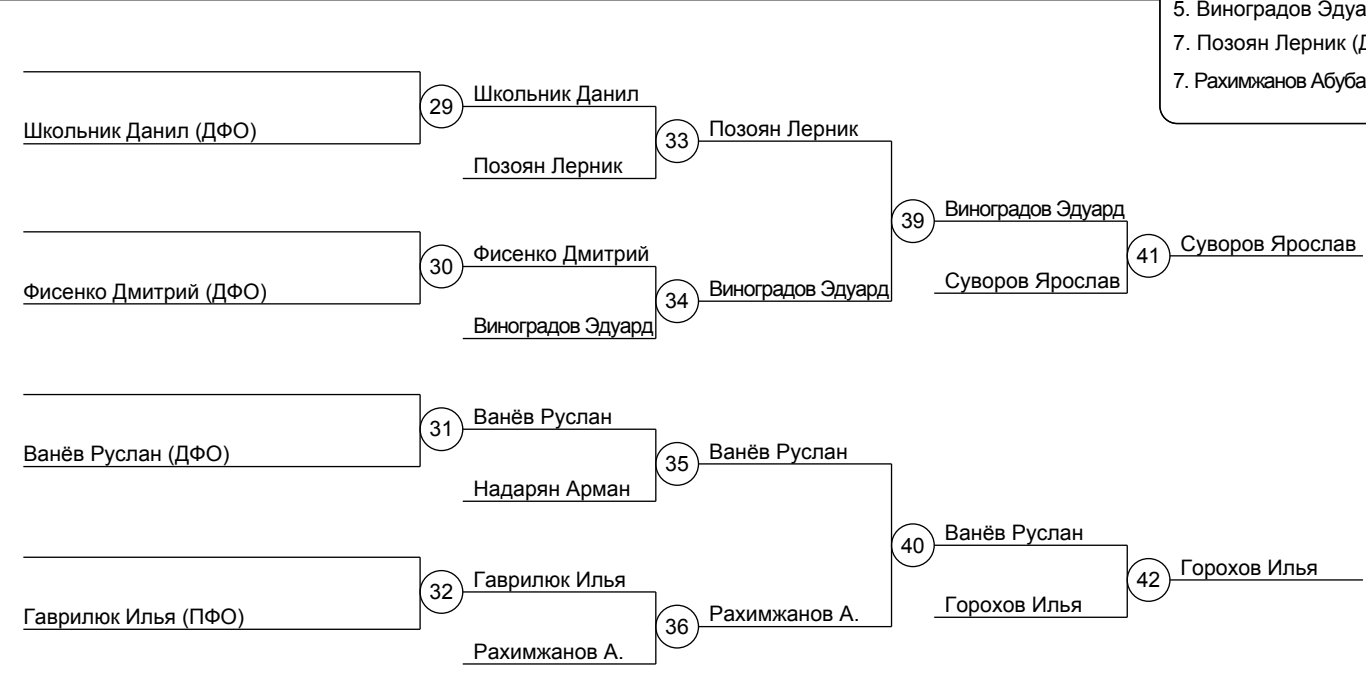 5. Виноградов
7. Позоян Лерник
7. Рахимжанов
Школьник Данил (ДФО)
29
Школьник Данил
Позоян Лерник
33
Позоян Лерник
Фисенко Дмитрий (ДФО)
30
Фисенко Дмитрий
Виноградов Эдуард
34
Виноградов Эдуард
39
Виноградов Эдуард
Суворов Ярослав
41
Суворов Ярослав
Ванёв Руслан (ДФО)
31
Ванёв Руслан
Надарян Арман
35
Ванёв Руслан
Гаврилюк Илья (ПФО)
32
Гаврилюк Илья
Рахимжанов А.
36
Рахимжанов А.
40
Ванёв Руслан
Горохов Илья
42
Горохов Илья